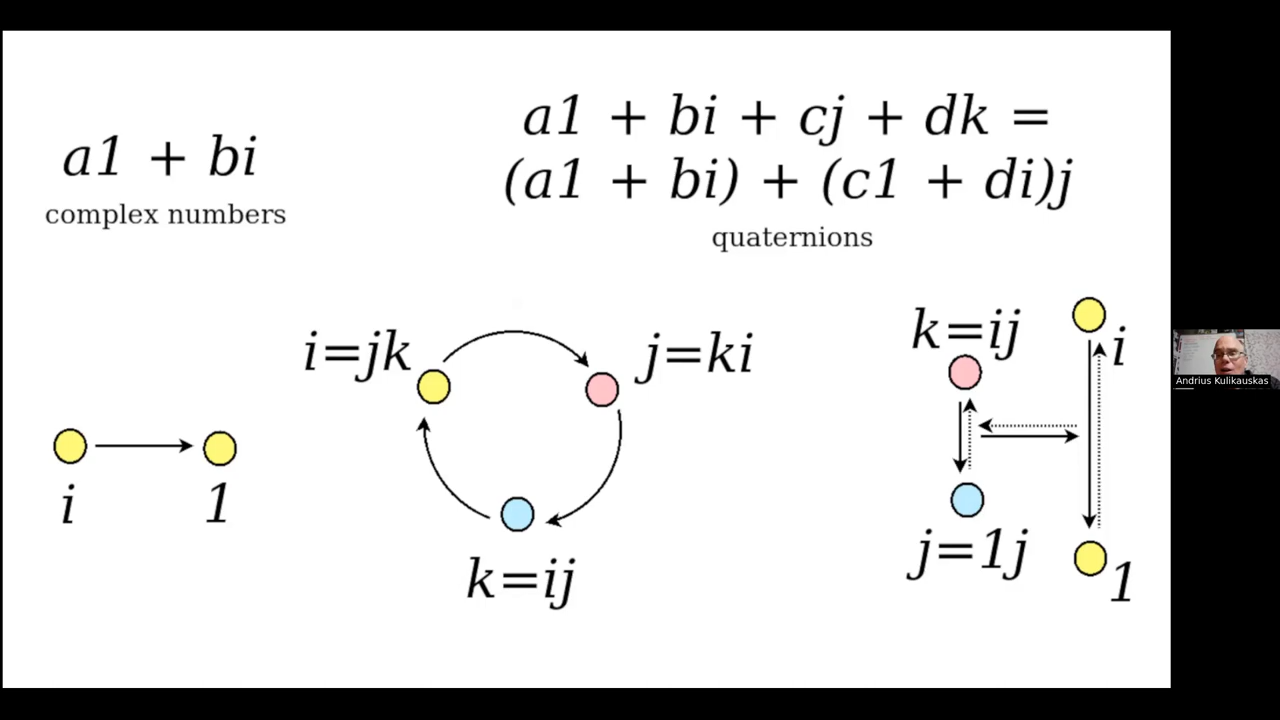 a1 + bi
complex numbers
a1 + bi + cj + dk =
(a1 + bi) + (c1 + di)j
quaternions
i=jk
j=ki
k=ij
i
1
k=ij
i
j=1j
1
Andrius Kulikauskas